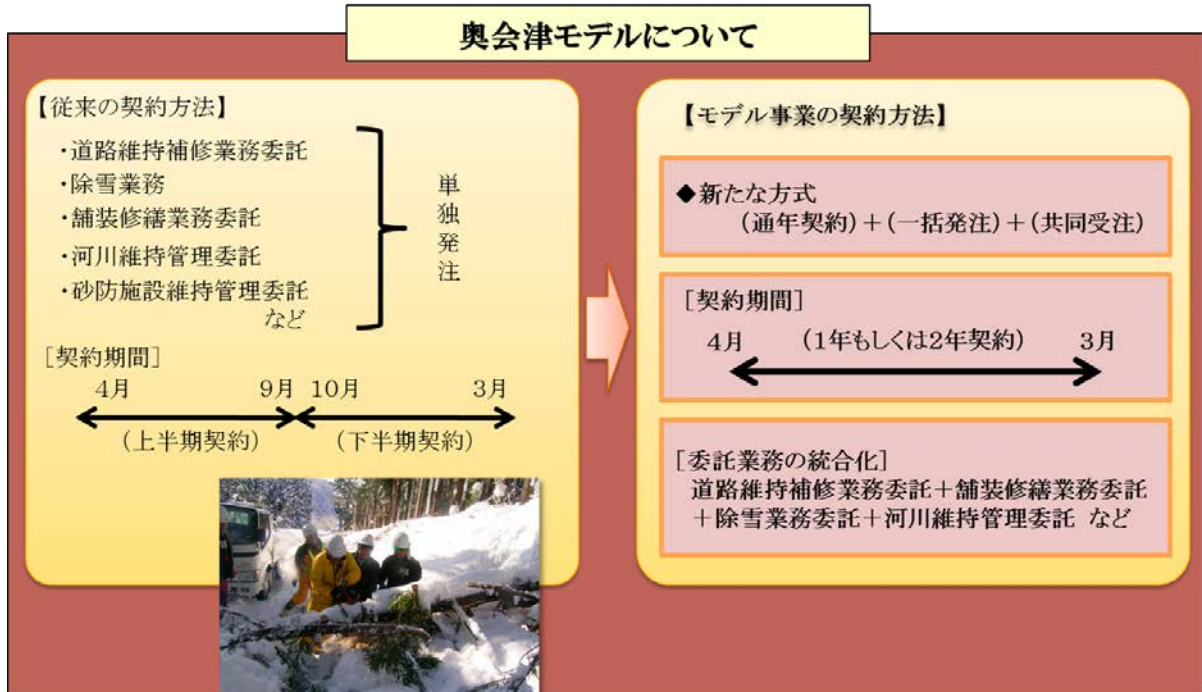 奥会津モデルについて
【従来の契約方法】
・道路維持補修業務委託
・除雪業務
・舗装修繕業務委託
・河川維持管理委託
・砂防施設維持管理委託
など
単独発注
［契約期間］
4月 9月 10月 3月
（上半期契約） （下半期契約）
【モデル事業の契約方法】
◆新たな方式
（通年契約）＋（一括発注）＋（共同受注）
［契約期間］
4月 （1年もしくは2年契約） 3月
［委託業務の統合化］
道路維持補修業務委託＋舗装修繕業務委託
＋除雪業務委託＋河川維持管理委託 など